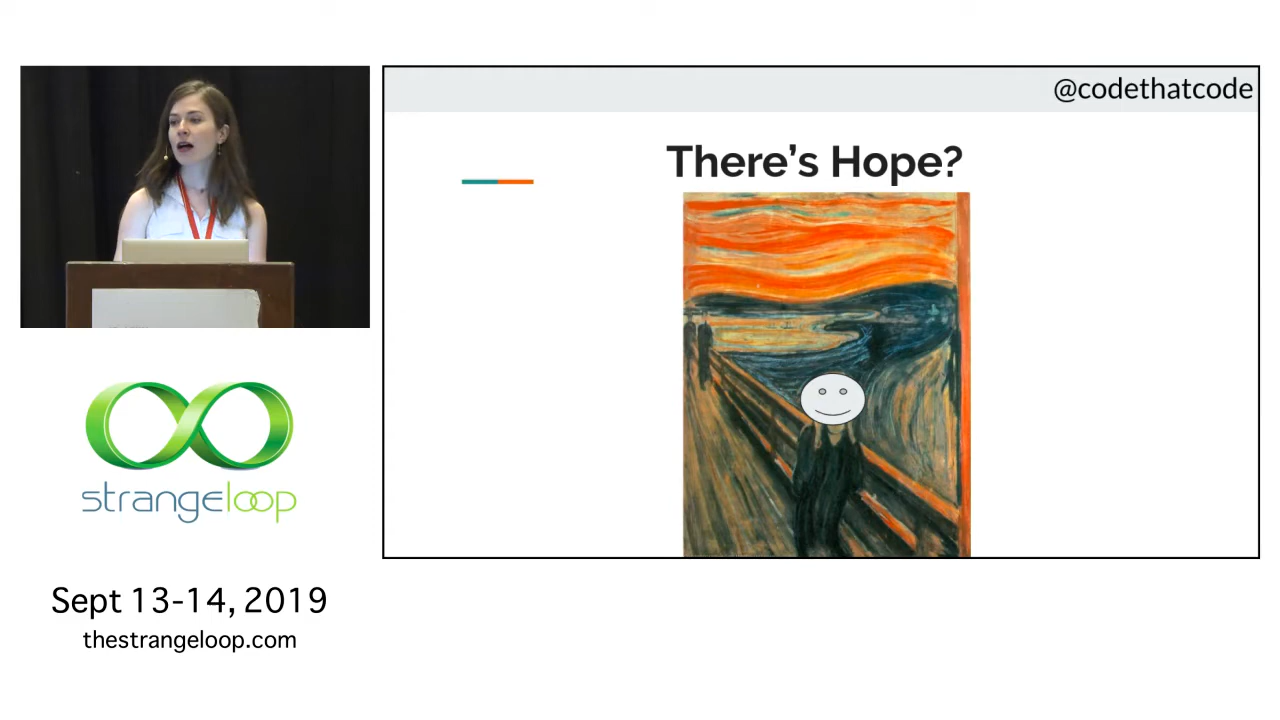 @codethatcode
There's Hope?
strangeloop
Sept 13-14, 2019
thestrangeloop.com